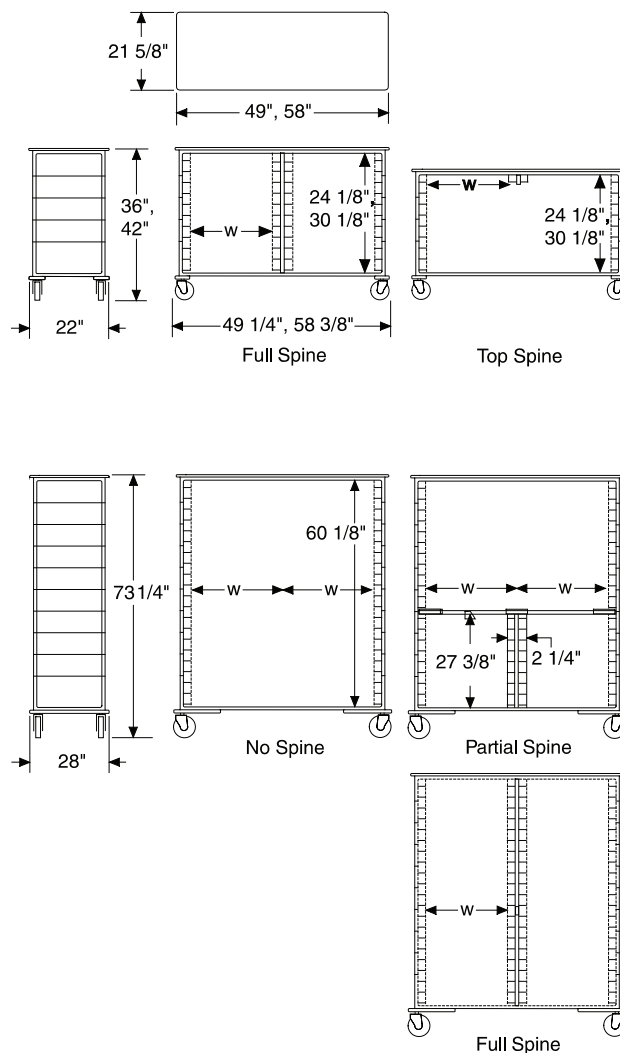 21 5/8"
49", 58"
36",
42"
W
24 1/8",
30 1/8"
W
24 1/8",
30 1/8"
22"
49 1/4", 58 3/8"
Full Spine
Top Spine
73 1/4"
60 1/8"
W
W
W
W
27 3/8"
2 1/4"
28"
No Spine
Partial Spine
W
Full Spine